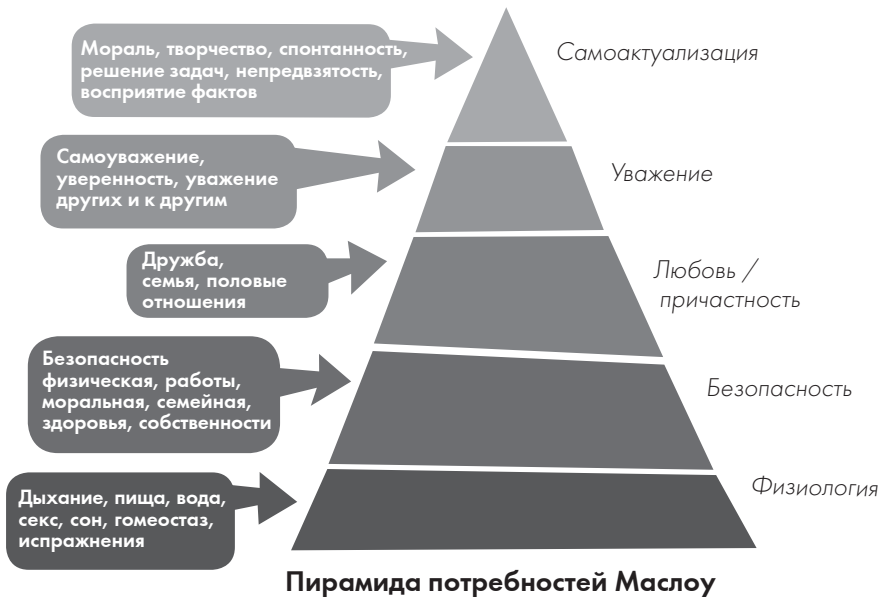 Мораль, творчество, спонтанность,
решение задач, непредвзятость,
восприятие фактов
Самоактуализация
Самоуважение,
уверенность, уважение
других и к другим
Уважение
Дружба,
семья, половые
отношения
Любовь /
причастность
Безопасность
физическая, работы,
моральная, семейная,
здоровья, собственности
Безопасность
Дыхание, пища, вода,
секс, сон, гомеостаз,
испражнения
Физиология
Пирамида потребностей Маслоу